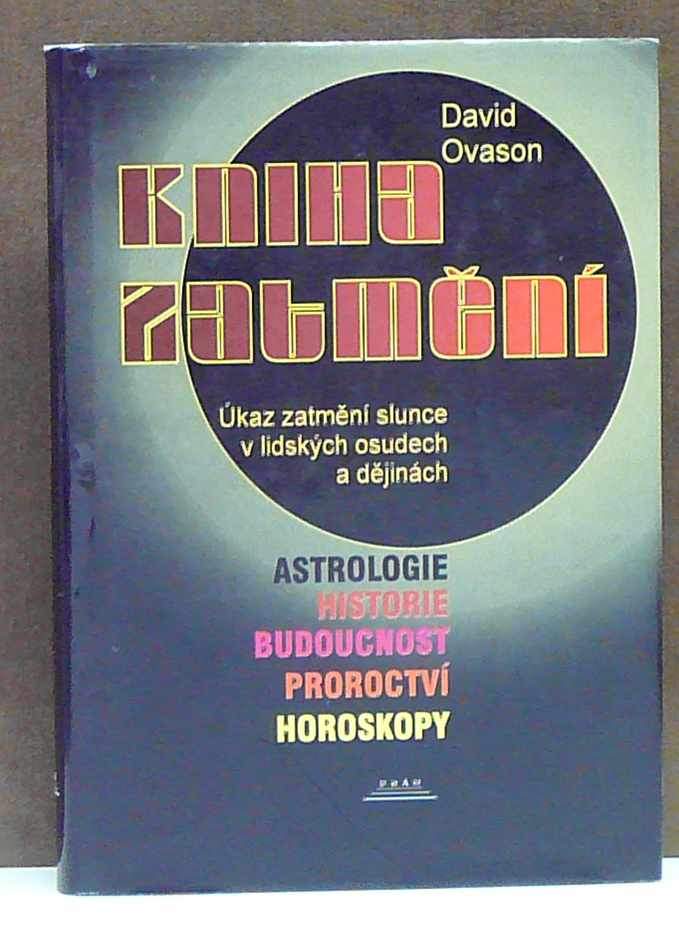 David
Ovason
Kniha
Zatmění
Úkaz zatmění slunce
v lidských osudech
a dějinách
ASTROLOGIE
HISTORIE
BUDOUCNOST
PROROCTVÍ
HOROSKOPY